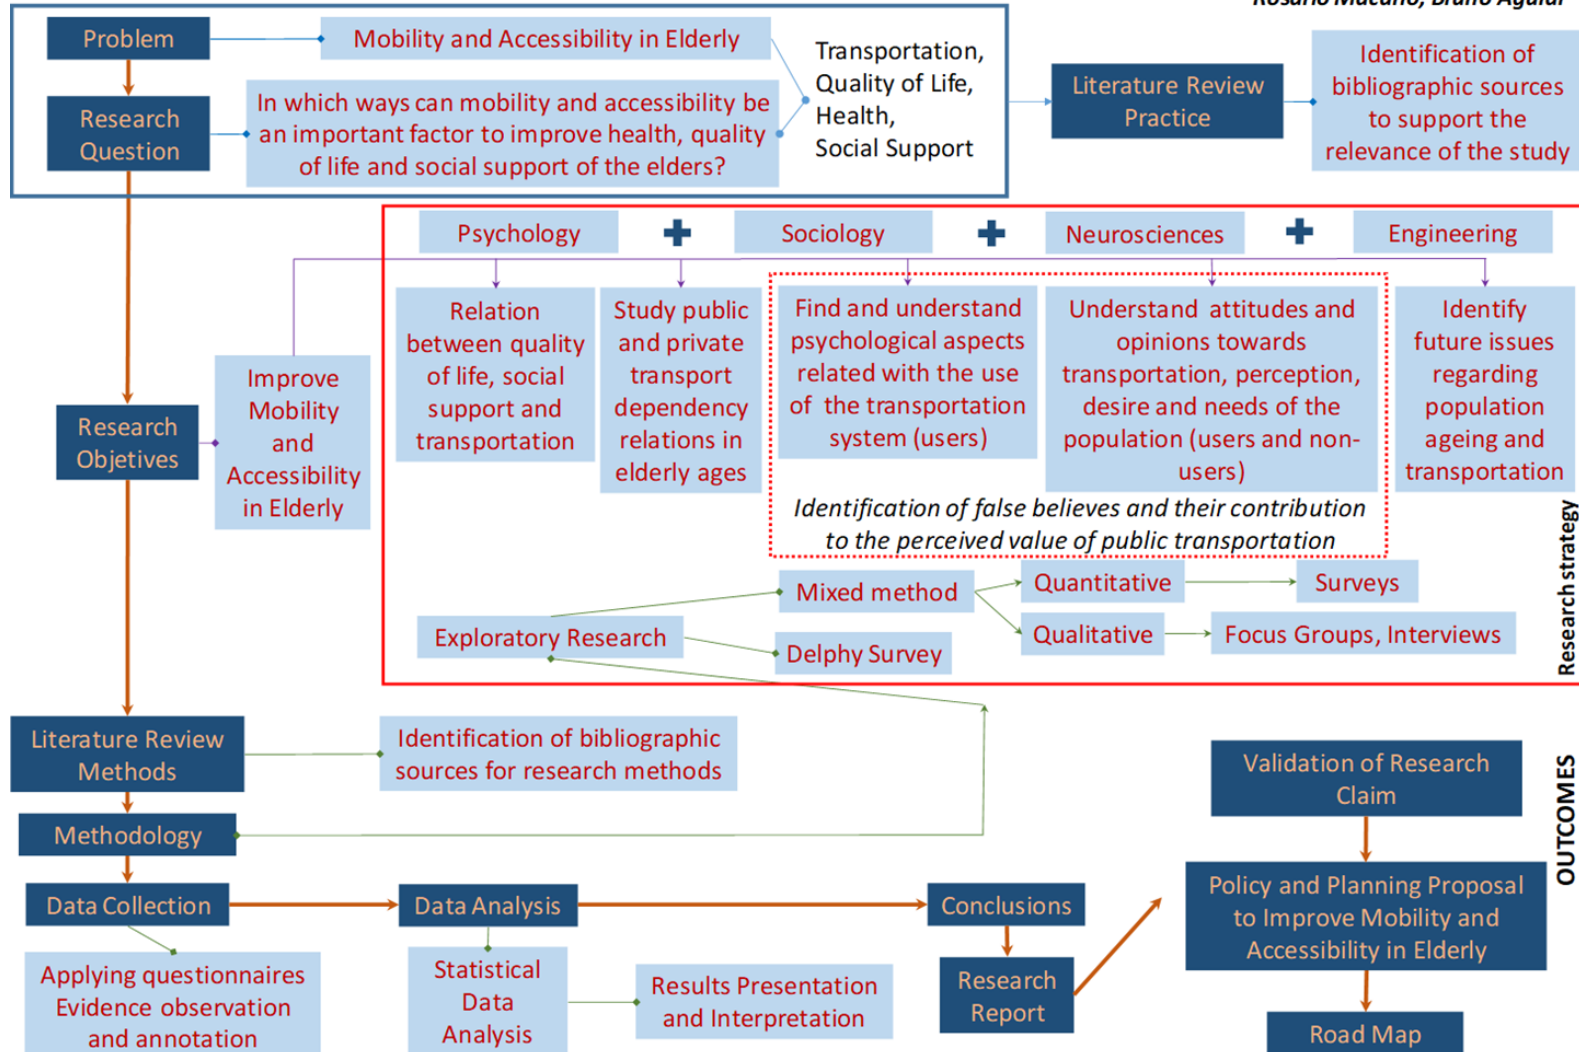 Problem
Mobility and Accessibility in Elderly
Research
Question
In which ways can mobility and accessibility be
an important factor to improve health, quality
of life and social support of the elders?
Transportation,
Quality of Life,
Health,
Social Support
Literature Review
Practice
Identification of
bibliographic sources
to support the
relevance of the study
Psychology
Sociology
Neurosciences
Engineering
Research
Objetives
Improve
Mobility
and
Accessibility
in Elderly
Relation
between quality
of life, social
support and
transportation
Study public
and private
transport
dependency
relations in
elderly ages
Find and understand
psychological aspects
related with the use
of the transportation
system (users)
Understand attitudes and
opinions towards
transportation, perception,
desire and needs of the
population (users and non-
users)
Identify
future issues
regarding
population
ageing and
transportation
Identification of false believes and their contribution
to the perceived value of public transportation
Research strategy
Exploratory Research
Mixed method
Delphy Survey
Quantitative
Surveys
Qualitative
Focus Groups, Interviews
Literature Review
Methods
Identification of bibliographic
sources for research methods
Methodology
Data Collection
Applying questionnaires
Evidence observation
and annotation
Data Analysis
Statistical
Data
Analysis
Results Presentation
and Interpretation
Conclusions
Research
Report
OUTCOMES
Validation of Research
Claim
Policy and Planning Proposal
to Improve Mobility and
Accessibility in Elderly
Road Map